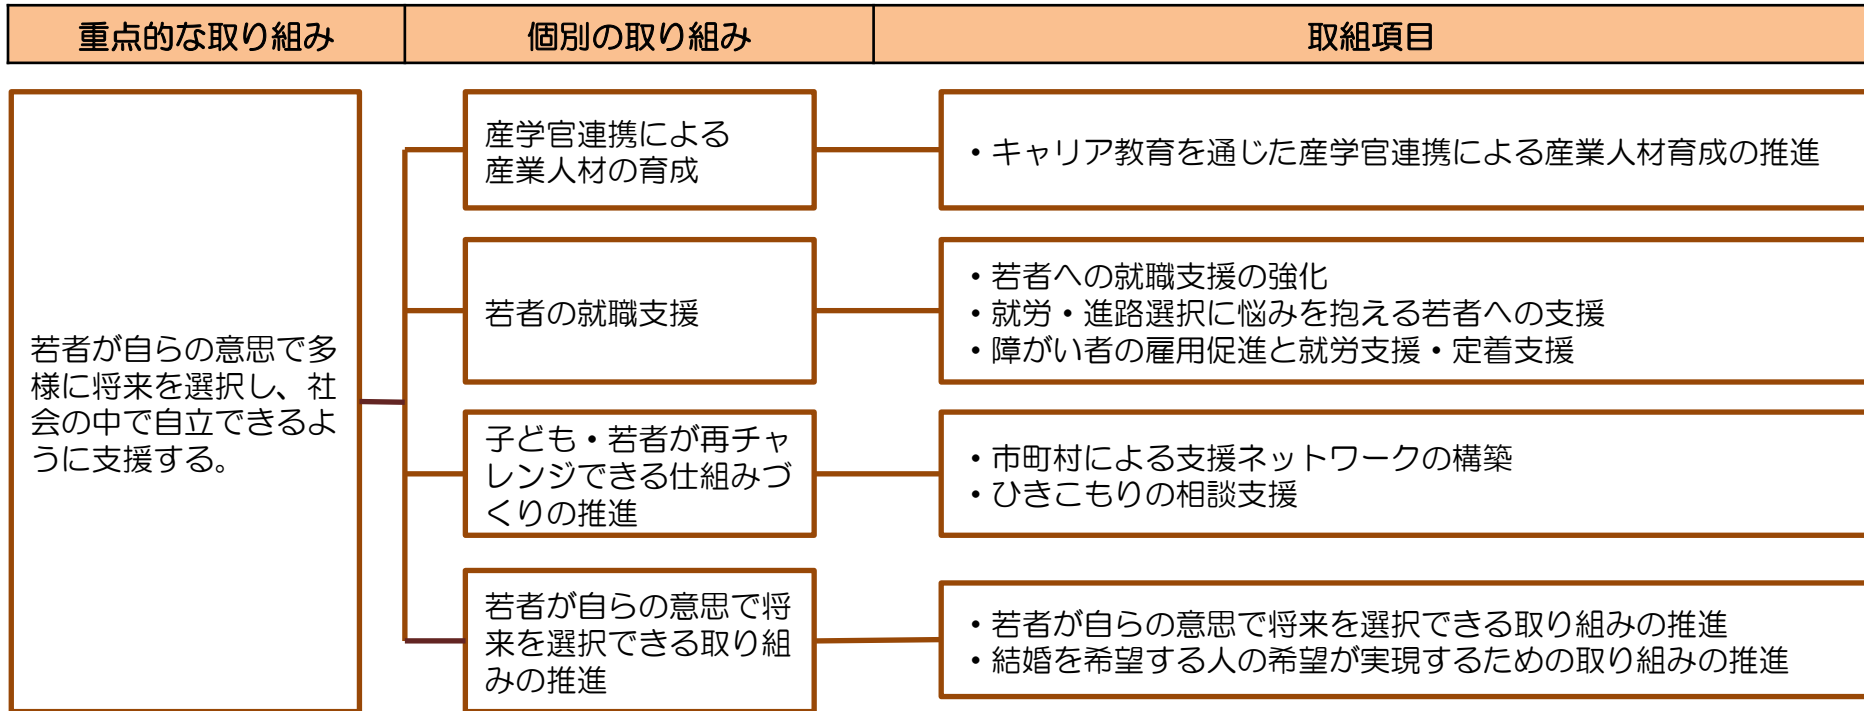 重点的な取り組み
個別の取り組み
取組項目
若者が自らの意思で多
様に将来を選択し、社
会の中で自立できるよ
うに支援する。
産学官連携による
産業人材の育成
・キャリア教育を通じた産学官連携による産業人材育成の推進
若者の就職支援
・若者への就職支援の強化
・就労・進路選択に悩みを抱える若者への支援
・障がい者の雇用促進と就労支援・定着支援
子ども・若者が再チャ
レンジできる仕組みづ
くりの推進
・市町村による支援ネットワークの構築
・ひきこもりの相談支援
若者が自らの意思で将
来を選択できる取り組
みの推進
・若者が自らの意思で将来を選択できる取り組みの推進
・結婚を希望する人の希望が実現するための取り組みの推進